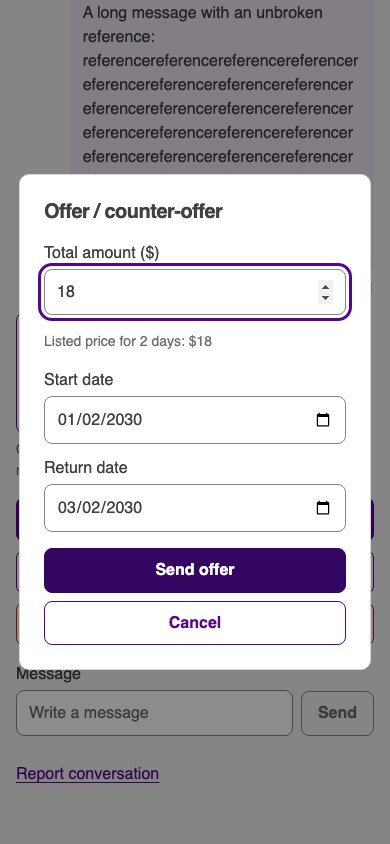 A long message with an unbroken
reference:
referencereferencereferencereferencer
eferencereferencereferencereferencer
eferencereferencereferencereferencer
eferencereferencereferencereferencer
eferencereferencereferencereferencer
Offer / counter-offer
Total amount ($)
18
Listed price for 2 days: $18
Start date
01/02/2030
Return date
03/02/2030
Send offer
Cancel
Message
Write a message
Send
Report conversation